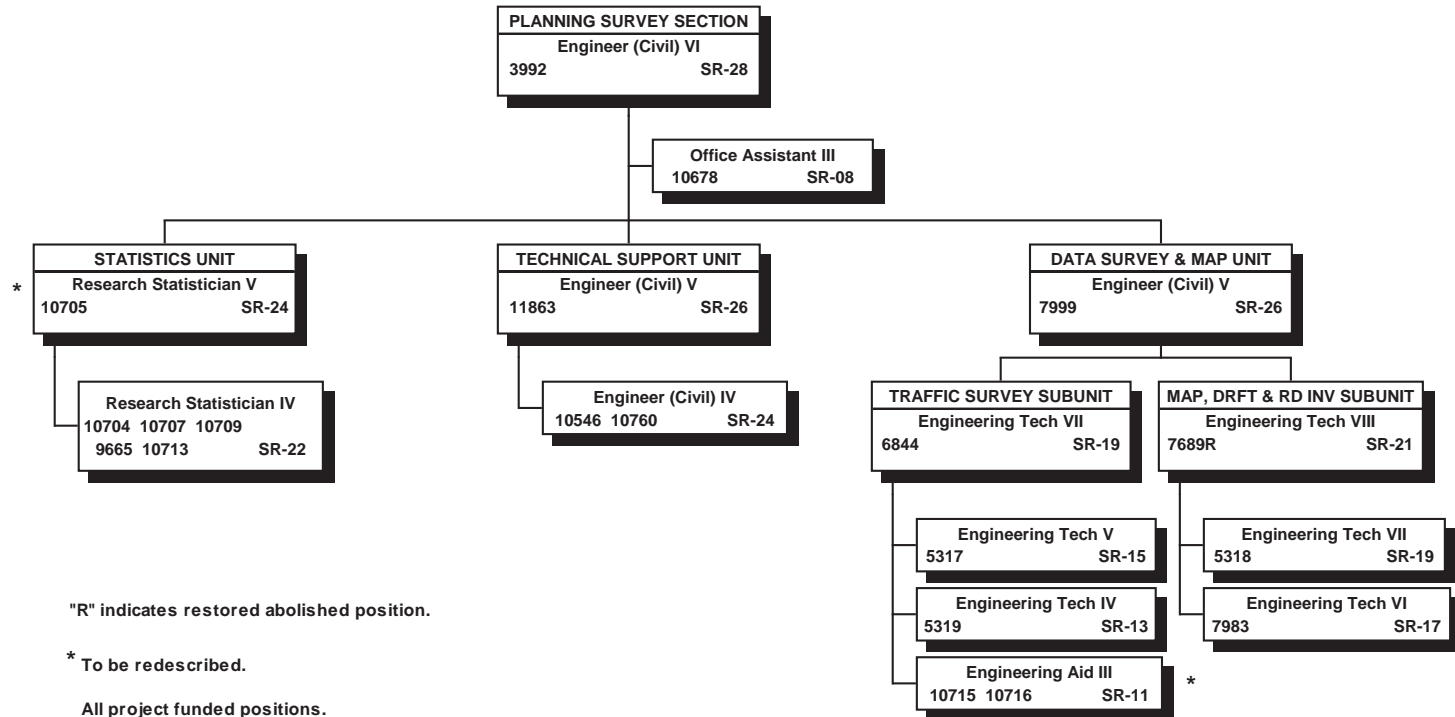 PLANNING SURVEY SECTION
Engineer (Civil) VI
3992 SR-28
Office Assistant III
10678 SR-08
STATISTICS UNIT
Research Statistician V
* 10705 SR-24
Research Statistician IV
10704 10707 10709
9665 10713 SR-22
TECHNICAL SUPPORT UNIT
Engineer (Civil) V
11863 SR-26
Engineer (Civil) IV
10546 10760 SR-24
DATA SURVEY & MAP UNIT
Engineer (Civil) V
7999 SR-26
TRAFFIC SURVEY SUBUNIT
Engineering Tech VII
6844 SR-19
Engineering Tech V
5317 SR-15
Engineering Tech IV
5319 SR-13
Engineering Aid III
10715 10716 SR-11 *
MAP, DRFT & RD INV SUBUNIT
Engineering Tech VIII
7689R SR-21
Engineering Tech VII
5318 SR-19
Engineering Tech VI
7983 SR-17
"R" indicates restored abolished position.
* To be redescribed.
All project funded positions.